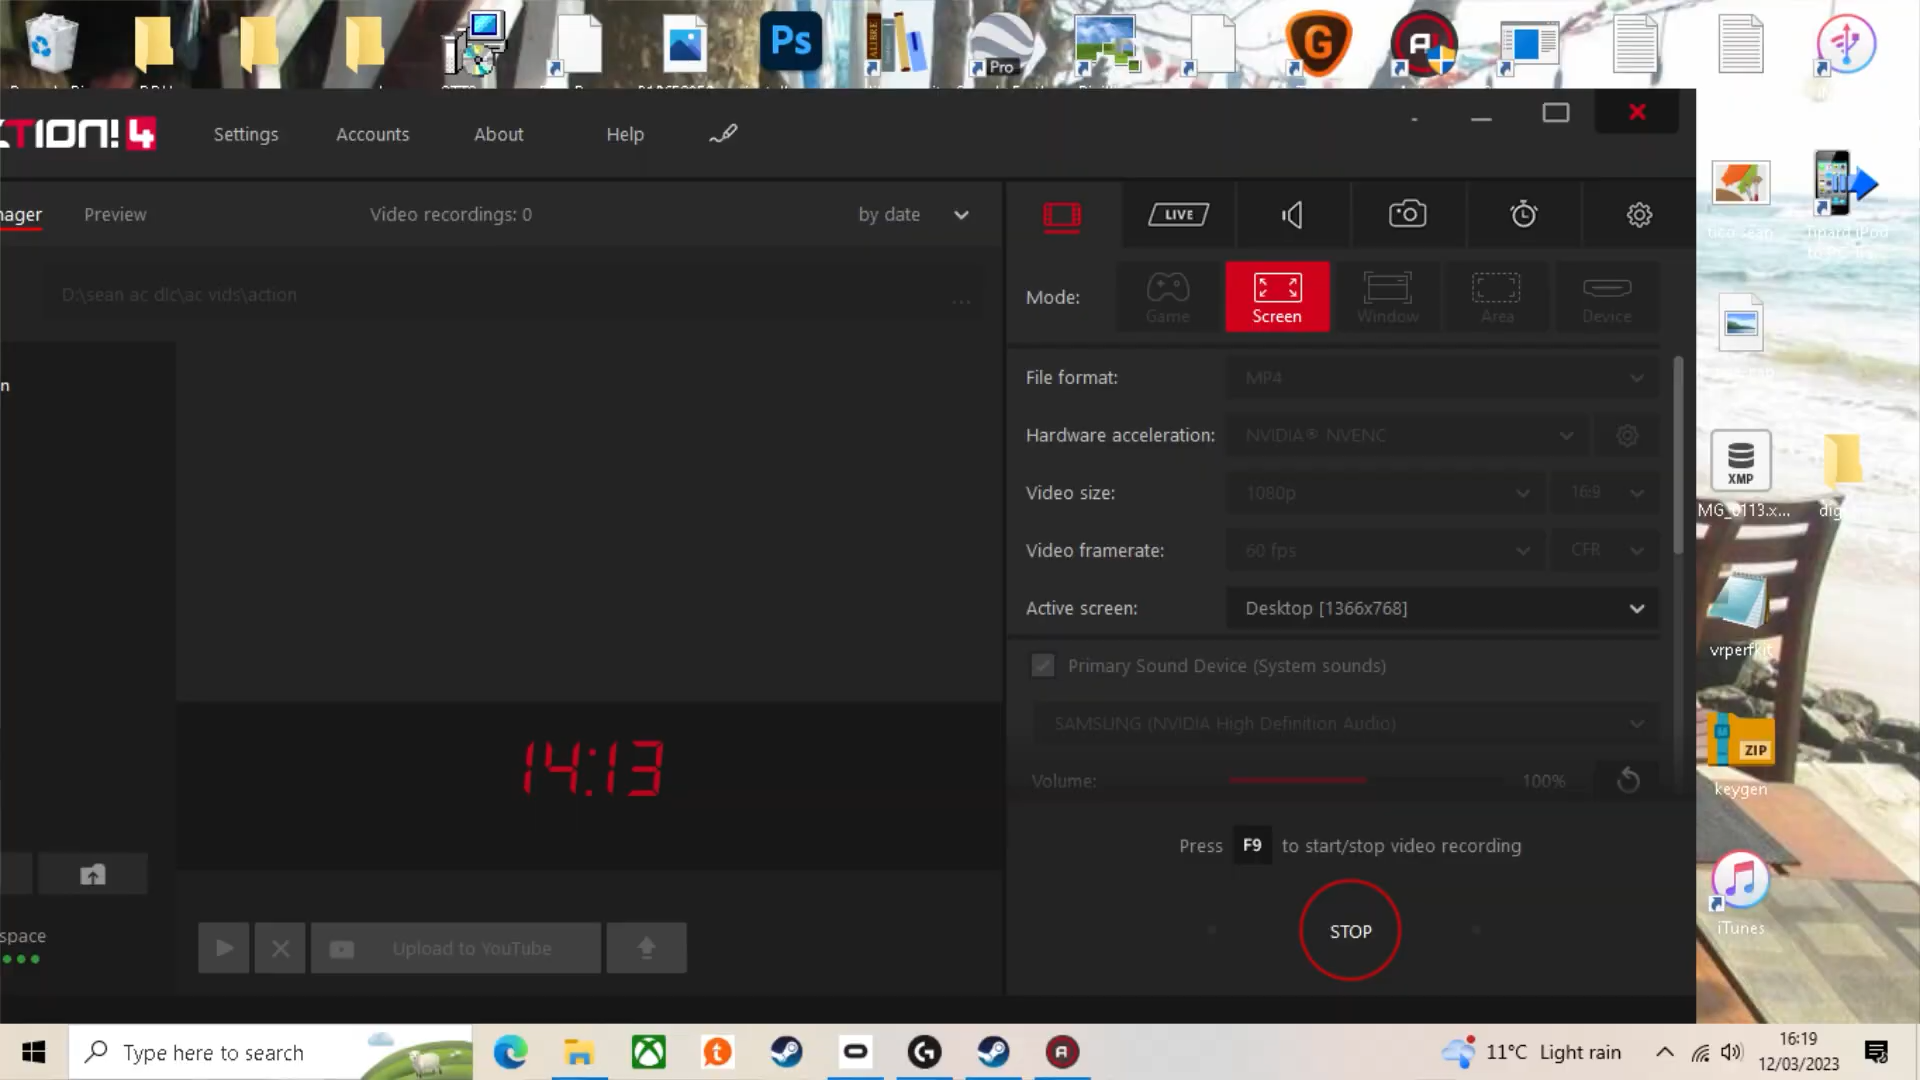 Ps
Pro
G
TION! 4
Settings
Accounts
About
Help
Preview
Video recordings: 0
by date
LIVE
D:\sean ac dlc\ac vids\action
...
Mode:
Game
Screen
Window
Area
Device
File format:
MP4
Hardware acceleration:
NVIDIA® NVENC
Video size:
1080p
16:9
Video framerate:
60 fps
CFR
Active screen:
Desktop [1366x768]
Primary Sound Device (System sounds)
SAMSUNG (NVIDIA High Definition Audio)
Volume:
100%
14:13
Press F9 to start/stop video recording
STOP
space
Upload to YouTube
XMP
MG_0113.x...
vrperfkit
ZIP
keygen
iTunes
Type here to search
11°C Light rain
16:19
12/03/2023